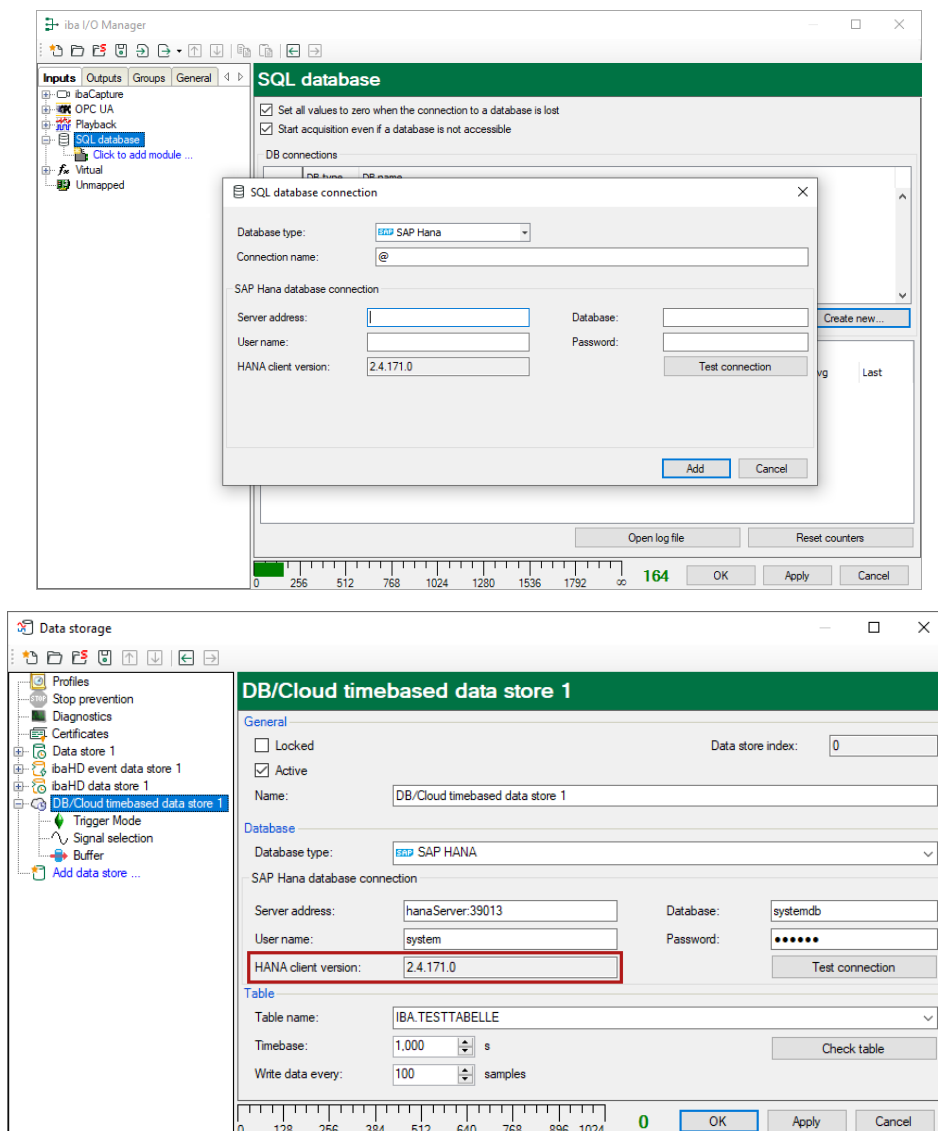 iba I/O Manager
Inputs Outputs Groups General
SQL database
ibaCapture
OPC UA
Playback
SQL database
Click to add module ...
Virtual
Unmapped
Set all values to zero when the connection to a database is lost
Start acquisition even if a database is not accessible
DB connections
DB type DB name
SQL database connection
Database type: SAP SAP Hana
Connection name: @
SAP Hana database connection
Server address: Database:
User name: Password:
HANA client version: 2.4.171.0 Test connection
Add Cancel
Create new...
vg Last
Open log file Reset counters
0 256 512 768 1024 1280 1536 1792 ∞ 164 OK Apply Cancel
Data storage
Profiles
Stop prevention
Diagnostics
Certificates
Data store 1
ibaHD event data store 1
ibaHD data store 1
DB/Cloud timebased data store 1
Trigger Mode
Signal selection
Buffer
Add data store ...
DB/Cloud timebased data store 1
General
Locked Data store index: 0
Active
Name: DB/Cloud timebased data store 1
Database
Database type: SAP SAP HANA
SAP Hana database connection
Server address: hanaServer:39013 Database: systemdb
User name: system Password: ••••••
HANA client version: 2.4.171.0 Test connection
Table
Table name: IBA.TESTTABELLE
Timebase: 1,000 s Check table
Write data every: 100 samples
0 128 256 384 512 640 768 896 1024 0 OK Apply Cancel